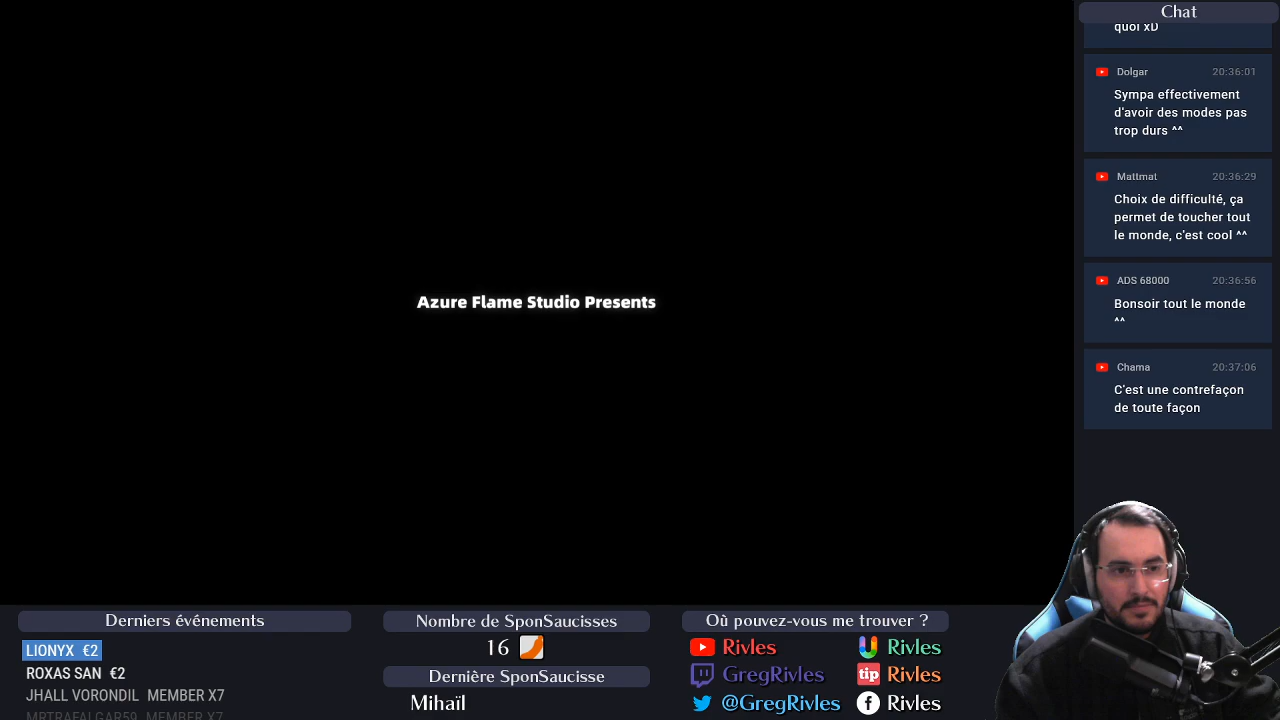 Azure Flame Studio Presents
Chat
quoi xD
Dolgar 20:36:01
Sympa effectivement
d'avoir des modes pas
trop durs ^^
Mattmat 20:36:29
Choix de difficulté, ça
permet de toucher tout
le monde, c'est cool ^^
ADS 68000 20:36:56
Bonsoir tout le monde
^^
Chama 20:37:06
C'est une contrefaçon
de toute façon
Derniers événements
LIONYX €2
ROXAS SAN €2
JHALL VORONDIL MEMBER X7
MRTRAFALGAR59 MEMBER X7
Nombre de SponSaucisses
16
Dernière SponSaucisse
Mihaïl
Où pouvez-vous me trouver ?
Rivles
Rivles
GregRivles
tip Rivles
@GregRivles
Rivles